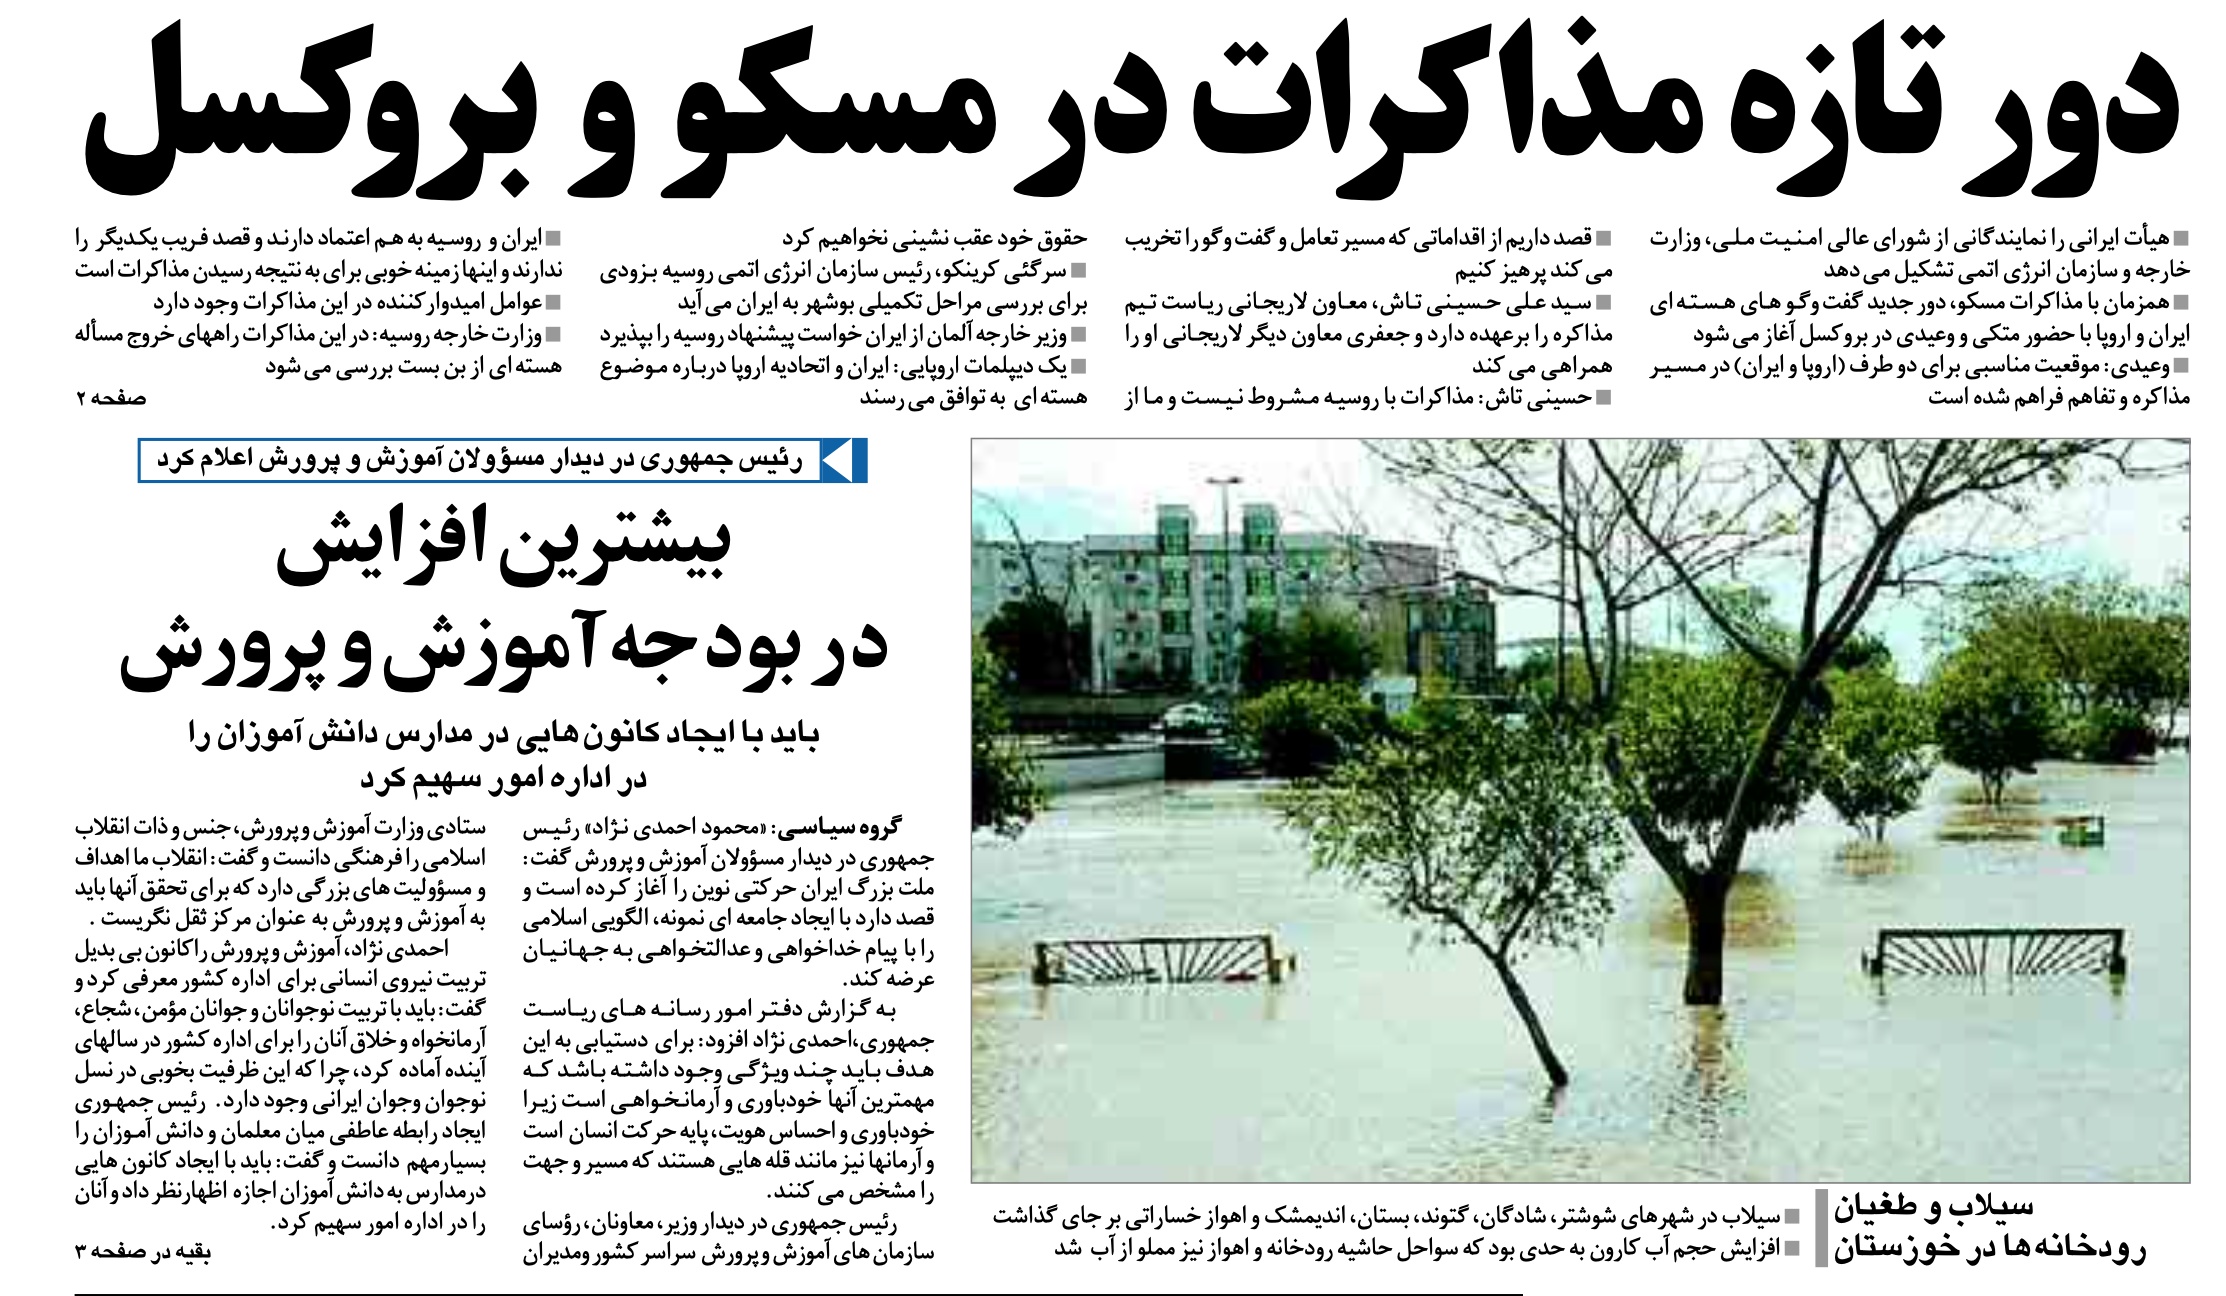 دور تازه مذاکرات در مسکو و بروکسل
■هیأت ایرانی را نمایندگانی از شورای عالی امنیت ملی، وزارت
خارجه و سازمان انرژی اتمی تشکیل می دهد
■همزمان با مذاکرات مسکو، دور جدید گفت وگو های هسته ای
ایران و اروپا با حضور متکی و وعیدی در بروکسل آغاز می شود
■وعیدی: موقعیت مناسبی برای دو طرف (اروپا و ایران) در مسیر
مذاکره و تفاهم فراهم شده است
■قصد داریم از اقداماتی که مسیر تعامل و گفت وگو را تخریب
می کند پرهیز کنیم
■سید علی حسینی تاش، معاون لاریجانی ریاست تیم
مذاکره را برعهده دارد و جعفری معاون دیگر لاریجانی او را
همراهی می کند
■حسینی تاش: مذاکرات با روسیه مشروط نیست و ما از
حقوق خود عقب نشینی نخواهیم کرد
■سرگئی کرینکو، رئیس سازمان انرژی اتمی روسیه بزودی
برای بررسی مراحل تکمیلی بوشهر به ایران می آید
■وزیر خارجه آلمان از ایران خواست پیشنهاد روسیه را بپذیرد
■یک دیپلمات اروپایی: ایران و اتحادیه اروپا درباره موضوع
هسته ای به توافق می رسند
■ایران و روسیه به هم اعتماد دارند و قصد فریب یکدیگر را
ندارند و اینها زمینه خوبی برای به نتیجه رسیدن مذاکرات است
■عوامل امیدوار کننده در این مذاکرات وجود دارد
■وزارت خارجه روسیه: در این مذاکرات راههای خروج مسأله
هسته ای از بن بست بررسی می شود
صفحه ۲
رئیس جمهوری در دیدار مسؤولان آموزش و پرورش اعلام کرد
بیشترین افزایش
در بودجه آموزش و پرورش
باید با ایجاد کانون هایی در مدارس دانش آموزان را
در اداره امور سهیم کرد
گروه سیاسی: «محمود احمدی نژاد» رئیس
جمهوری در دیدار مسؤولان آموزش و پرورش گفت:
ملت بزرگ ایران حرکتی نوین را آغاز کرده است و
قصد دارد با ایجاد جامعه ای نمونه، الگویی اسلامی
را با پیام خداخواهی و عدالتخواهی به جهانیان
عرضه کند.
به گزارش دفتر امور رسانه های ریاست
جمهوری،احمدی نژاد افزود: برای دستیابی به این
هدف باید چند ویژگی وجود داشته باشد که
مهمترین آنها خودباوری و آرمانخواهی است زیرا
خودباوری و احساس هویت، پایه حرکت انسان است
و آرمانها نیز مانند قله هایی هستند که مسیر و جهت
را مشخص می کنند.
رئیس جمهوری در دیدار وزیر، معاونان، رؤسای
سازمان های آموزش و پرورش سراسر کشور ومدیران
ستادی وزارت آموزش و پرورش، جنس و ذات انقلاب
اسلامی را فرهنگی دانست و گفت: انقلاب ما اهداف
و مسؤولیت های بزرگی دارد که برای تحقق آنها باید
به آموزش و پرورش به عنوان مرکز ثقل نگریست .
احمدی نژاد، آموزش و پرورش را کانون بی بدیل
تربیت نیروی انسانی برای اداره کشور معرفی کرد و
گفت: باید با تربیت نوجوانان و جوانان مؤمن، شجاع،
آرمانخواه و خلاق آنان را برای اداره کشور در سالهای
آینده آماده کرد، چرا که این ظرفیت بخوبی در نسل
نوجوان وجوان ایرانی وجود دارد. رئیس جمهوری
ایجاد رابطه عاطفی میان معلمان و دانش آموزان را
بسیارمهم دانست و گفت: باید با ایجاد کانون هایی
درمدارس به دانش آموزان اجازه اظهارنظر داد و آنان
را در اداره امور سهیم کرد.
بقیه در صفحه ۳
سیلاب و طغیان
رودخانه ها در خوزستان
■سیلاب در شهرهای شوشتر، شادگان، گتوند، بستان، اندیمشک و اهواز خساراتی بر جای گذاشت
■افزایش حجم آب کارون به حدی بود که سواحل حاشیه رودخانه و اهواز نیز مملو از آب شد